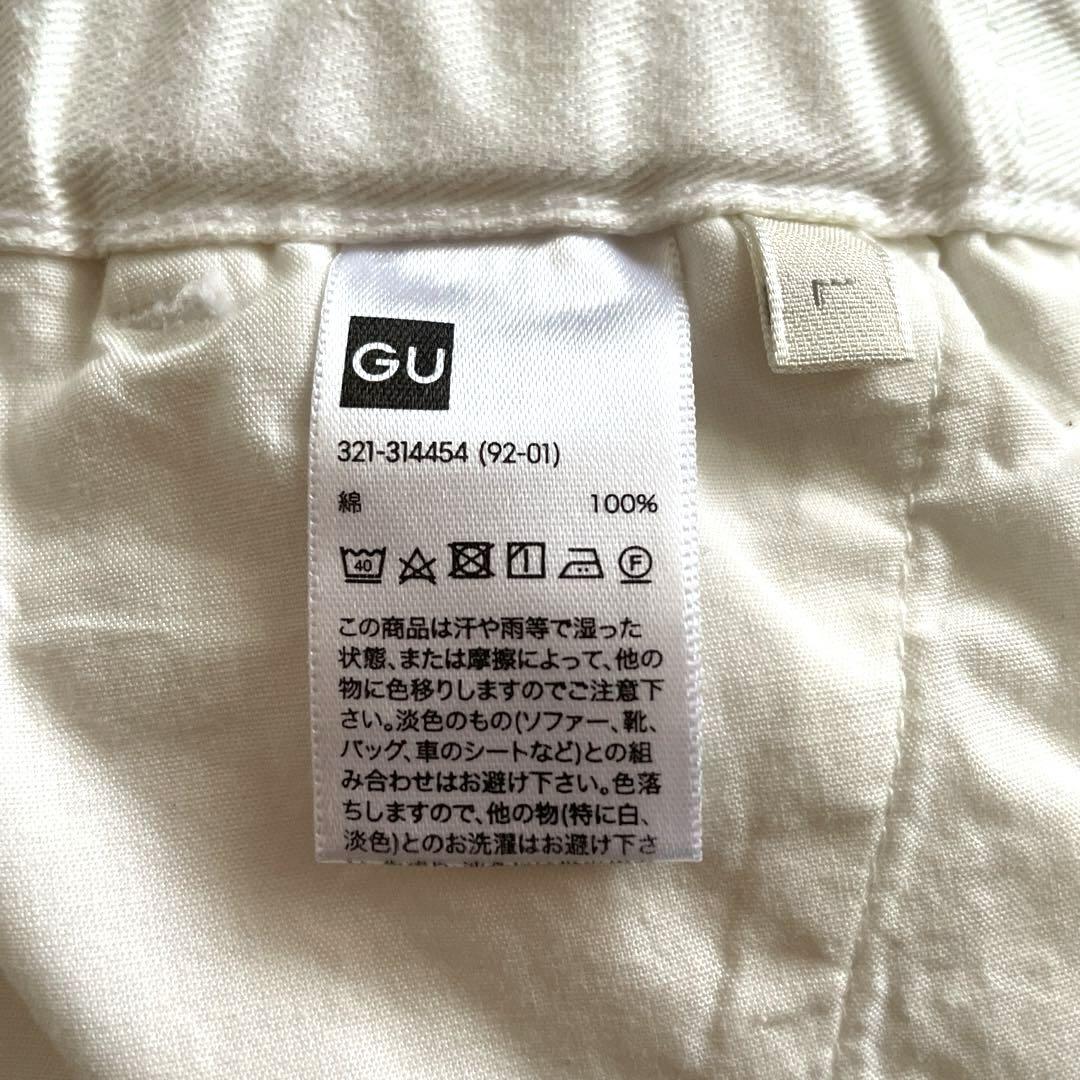 GU
321-314454 (92-01)
綿 100%
40
F
この商品は汗や雨等で湿った
状態、または摩擦によって、他の
物に色移りしますのでご注意下
さい。淡色のもの(ソファー、靴、
バッグ、車のシートなど)との組
み合わせはお避け下さい。色落
ちしますので、他の物(特に白、
淡色)とのお洗濯はお避け下さ